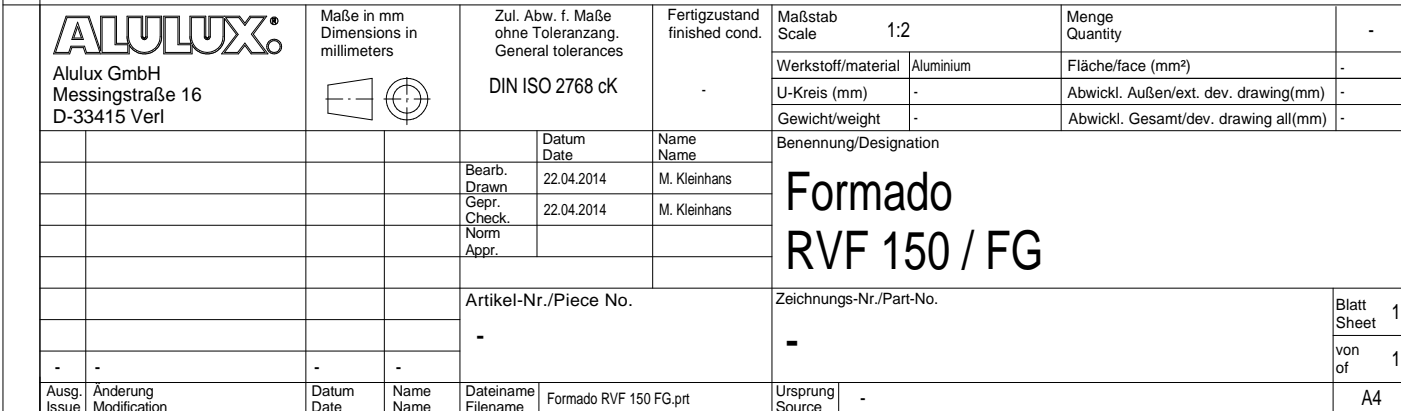 ALULUX®
Alulux GmbH
Messingstraße 16
D-33415 Verl
Maße in mm
Dimensions in
millimeters
Zul. Abw. f. Maße
ohne Toleranzang.
General tolerances
DIN ISO 2768 cK
Fertigzustand
finished cond.
-
Maßstab
Scale 1:2
Menge
Quantity -
Werkstoff/material Aluminium
Fläche/face (mm²) -
U-Kreis (mm) -
Abwickl. Außen/ext. dev. drawing(mm) -
Gewicht/weight -
Abwickl. Gesamt/dev. drawing all(mm) -
Datum
Date
Name
Name
Bearb.
Drawn 22.04.2014 M. Kleinhans
Gepr.
Check. 22.04.2014 M. Kleinhans
Norm
Appr.
Benennung/Designation
Formado
RVF 150 / FG
Artikel-Nr./Piece No.
-
Zeichnungs-Nr./Part-No.
-
Blatt
Sheet 1
von
of 1
- - - -
Ausg.
Issue
Änderung
Modification
Datum
Date
Name
Name
Dateiname
Filename Formado RVF 150 FG.prt
Ursprung
Source -
A4